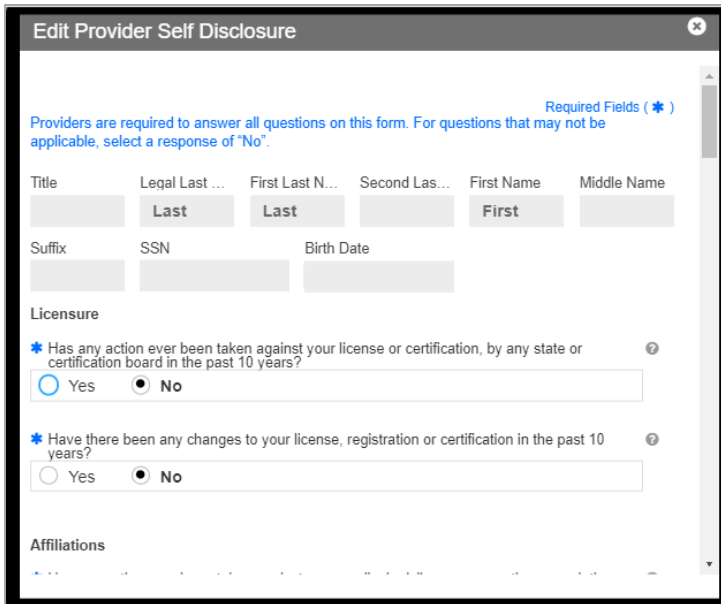 Edit Provider Self Disclosure
Required Fields ( ✱ )
Providers are required to answer all questions on this form. For questions that may not be
applicable, select a response of “No”.
Title Legal Last ... First Last N... Second Las... First Name Middle Name
Last Last First
Suffix SSN Birth Date
Licensure
✱ Has any action ever been taken against your license or certification, by any state or
certification board in the past 10 years?
Yes No
✱ Have there been any changes to your license, registration or certification in the past 10
years?
Yes No
Affiliations